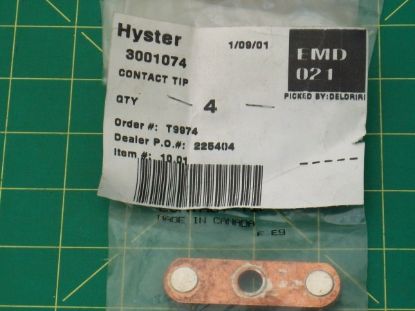 Hyster
1/09/01
EMD
021
3001074
CONTACT TIP
PICKED BY:DELORIRI
QTY 4
Order #: T9974
Dealer P.O.#: 225404
Item #: 10.01
MADE IN CANADA